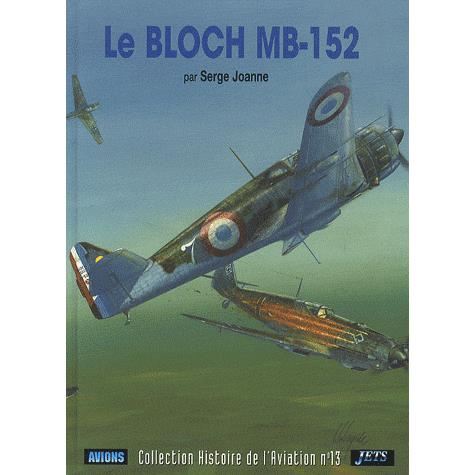 Le BLOCH MB-152
par Serge Joanne
AVIONS Collection Histoire de l'Aviation n°13 JETS